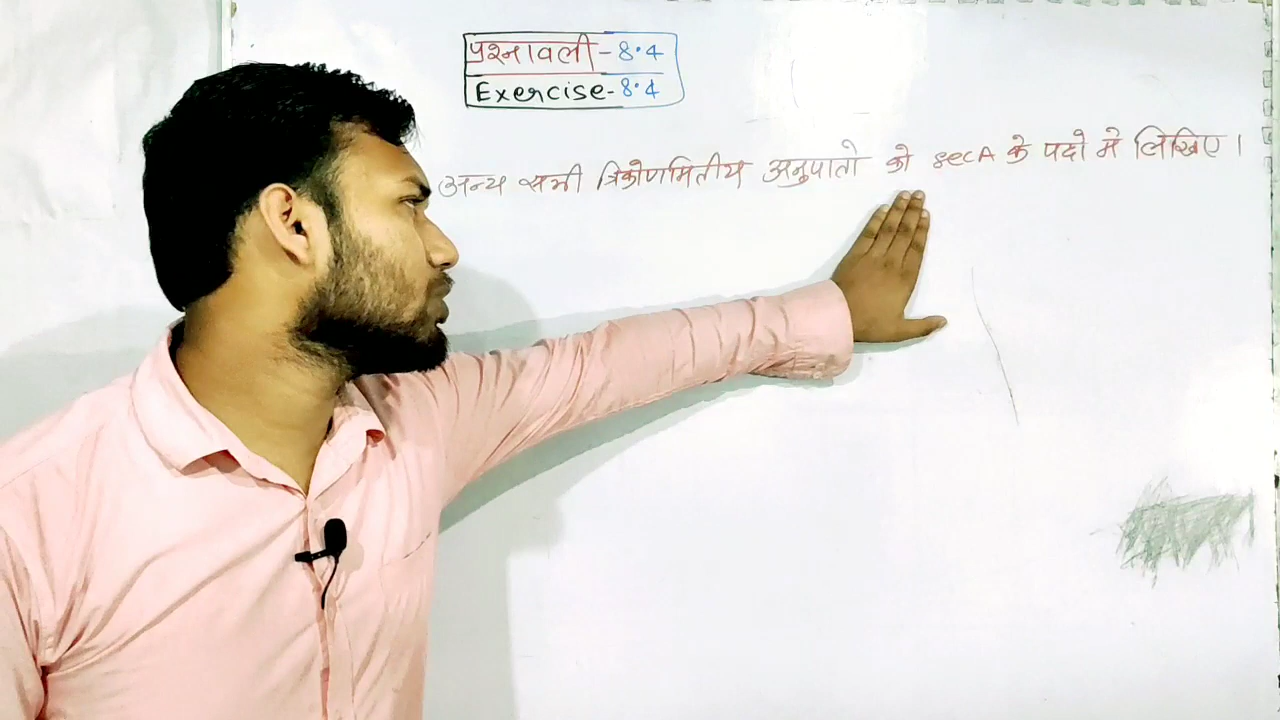 प्रश्नावली-8.4
Exercise-8.4
अन्य सभी त्रिकोणमितीय अनुपातो को secA के पदो मे लिखिए।